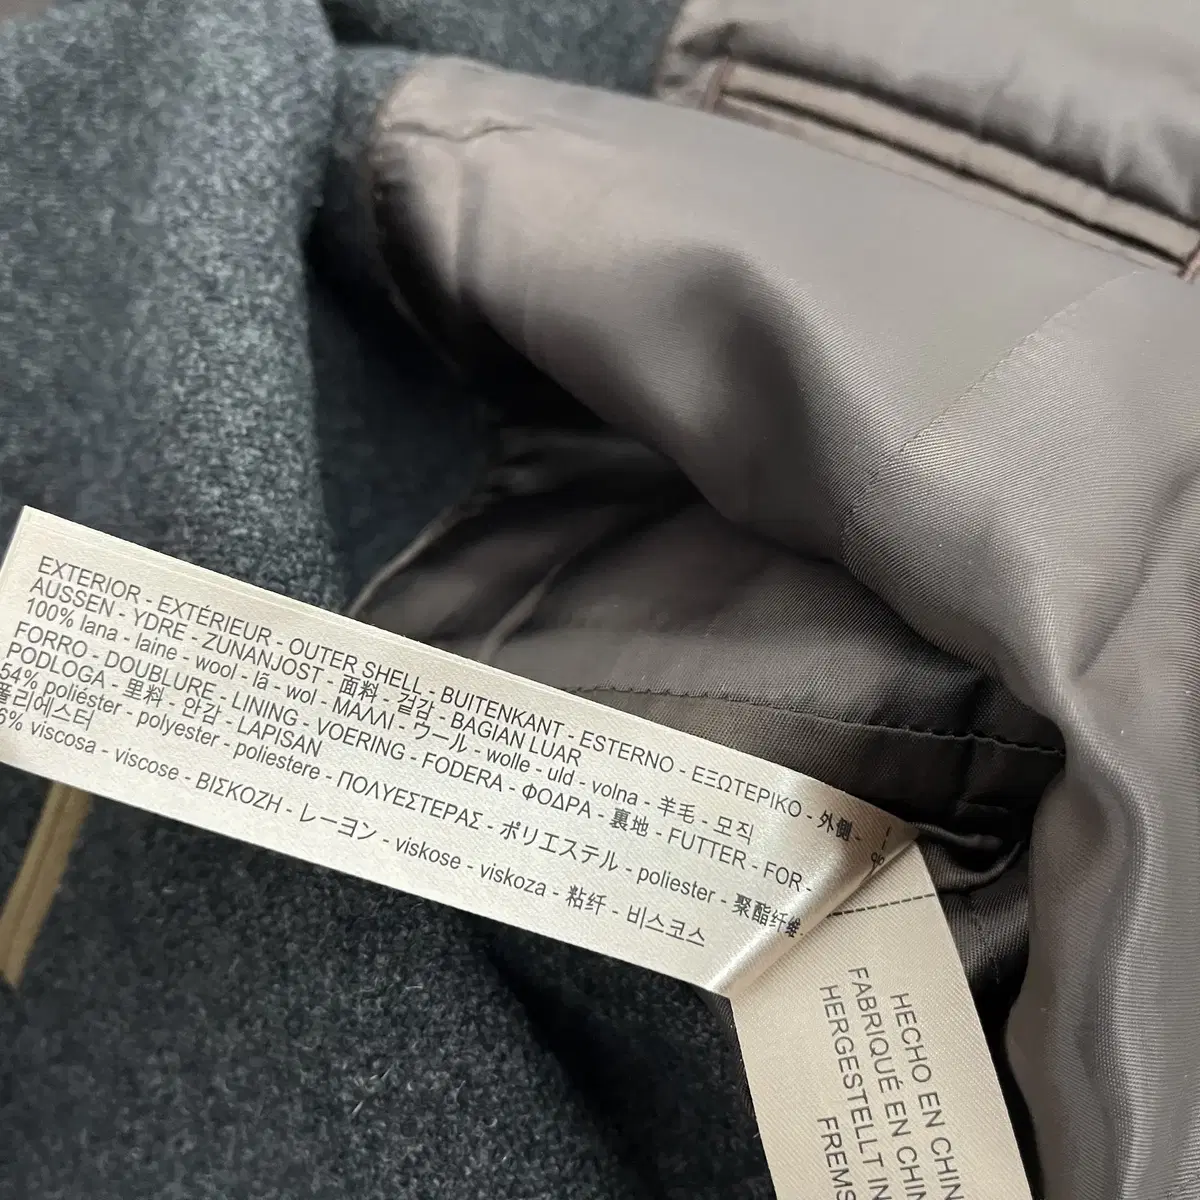 EXTERIOR - EXTÉRIEUR - OUTER SHELL - BUITENKANT - ESTERNO - ΕΞΩΤΕΡΙΚΟ - 外側 -
AUSSEN - YDRE - ZUNANJOST - 面料 - 겉감 - BAGIAN LUAR
100% lana - laine - wool - lã - wol - ΜΑΛΛΙ - ウール - wolle - uld - volna - 羊毛 - 모직
FORRO - DOUBLURE - LINING - VOERING - FODERA - ΦΟΔΡΑ - 裏地 - FUTTER - FOR -
PODLOGA - 里料 - 안감 - LAPISAN
54% poliéster - polyester - poliestere - ΠΟΛΥΕΣΤΕΡΑΣ - ポリエステル - poliester - 聚酯纤维 -
폴리에스터
6% viscosa - viscose - ΒΙΣΚΟΖΗ - レーヨン - viskose - viskoza - 粘纤 - 비스코스
HECHO EN CHIN
FABRIQUÉ EN CHIN
HERGESTELLT IN
FREMS